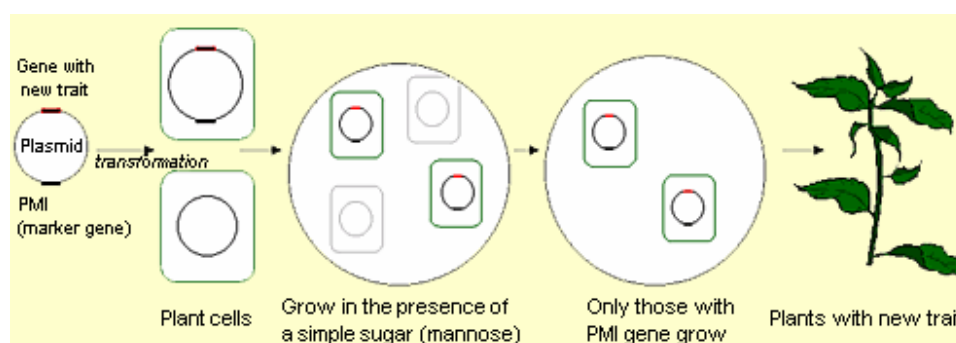 Gene with
new trait
Plasmid
transformation
PMI
(marker gene)
Plant cells
Grow in the presence of
a simple sugar (mannose)
Only those with
PMI gene grow
Plants with new trai